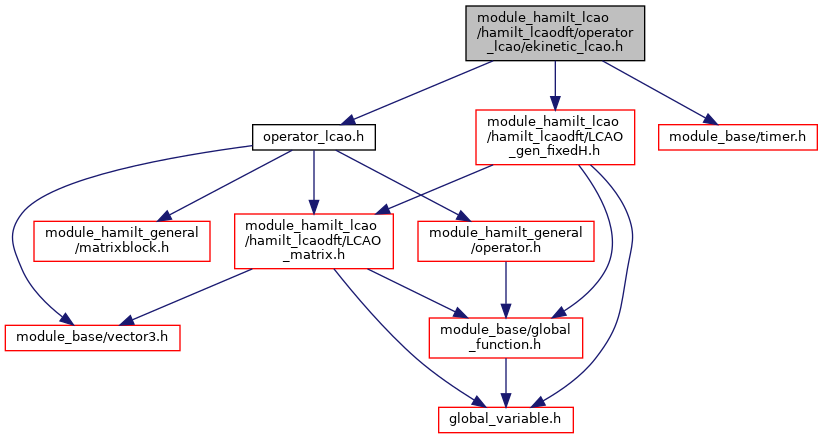 module_hamilt_lcao
/hamilt_lcaodft/operator
_lcao/ekinetic_lcao.h
operator_lcao.h
module_hamilt_lcao
/hamilt_lcaodft/LCAO
_gen_fixedH.h
module_base/timer.h
module_hamilt_general
/matrixblock.h
module_hamilt_lcao
/hamilt_lcaodft/LCAO
_matrix.h
module_hamilt_general
/operator.h
module_base/vector3.h
module_base/global
_function.h
global_variable.h